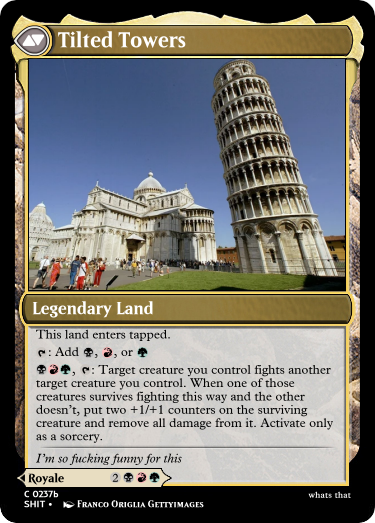 Tilted Towers
Legendary Land
This land enters tapped.
: Add , , or
, : Target creature you control fights another
target creature you control. When one of those
creatures survives fighting this way and the other
doesn't, put two +1/+1 counters on the surviving
creature and remove all damage from it. Activate only
as a sorcery.
I'm so fucking funny for this
Royale 2
C 0237b
SHIT • Franco Origlia Gettyimages
whats that